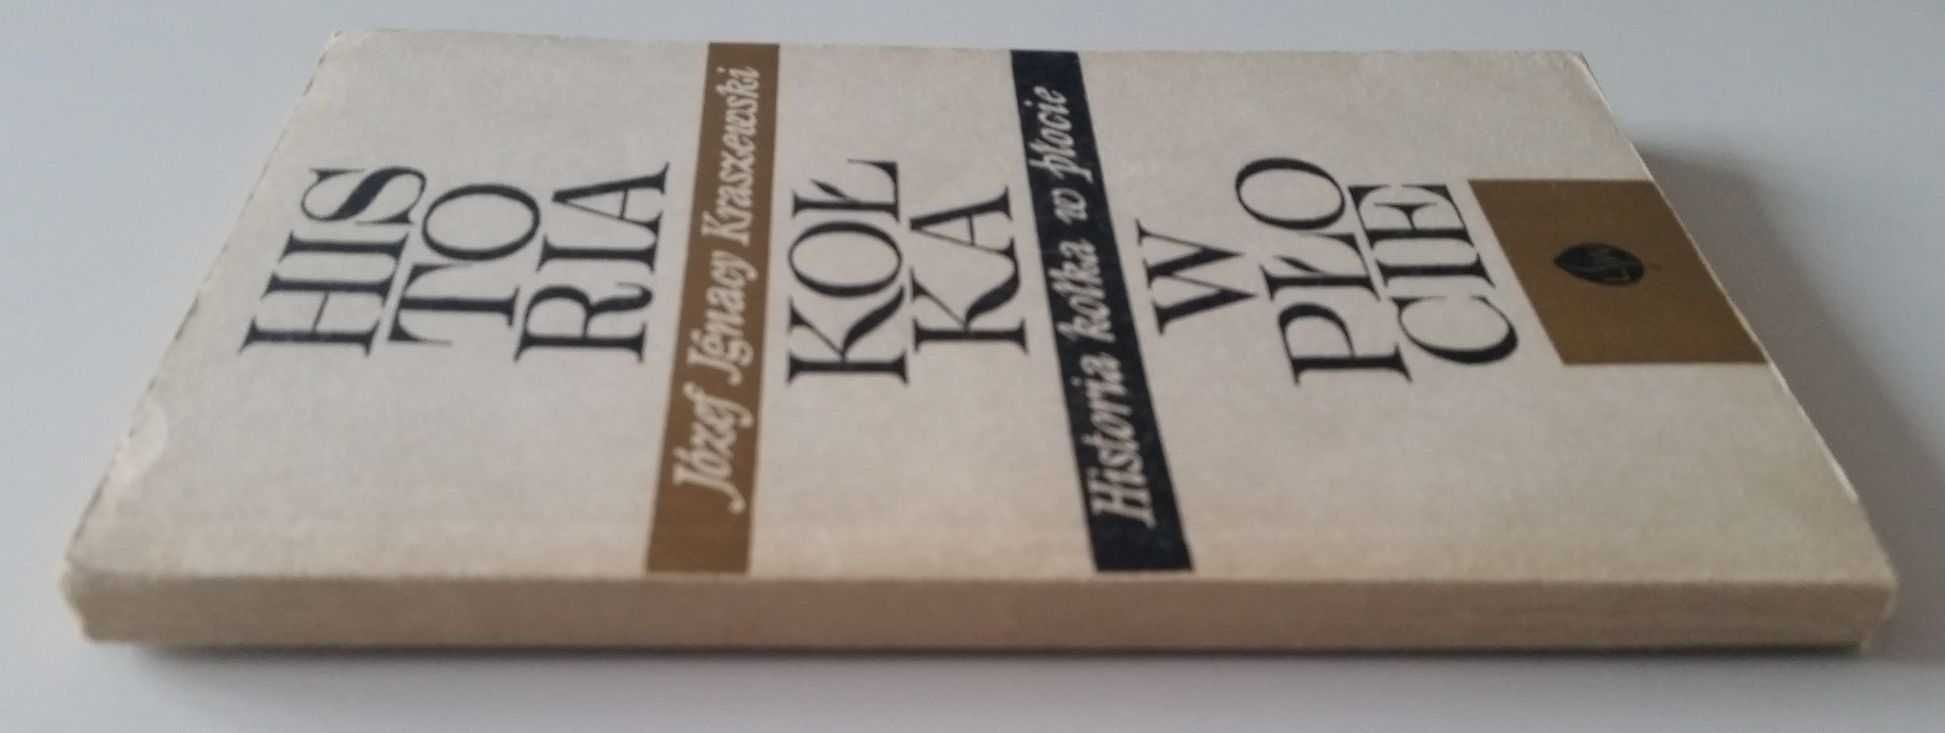 HIS
TO
RIA
Józef Ignacy Kraszewski
KOŁ
KA
Historia kołka w płocie
W
PŁO
CIE